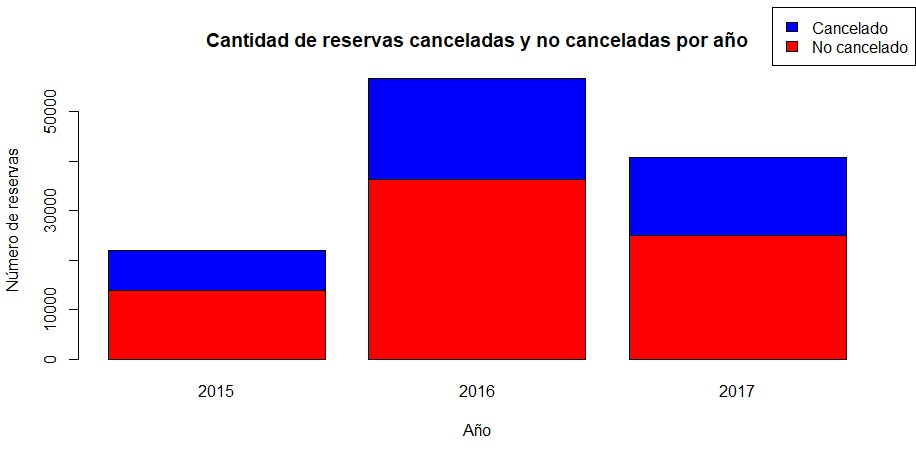 Cantidad de reservas canceladas y no canceladas por año
Cancelado
No cancelado
Número de reservas
50000
30000
10000
0
2015 2016 2017
Año